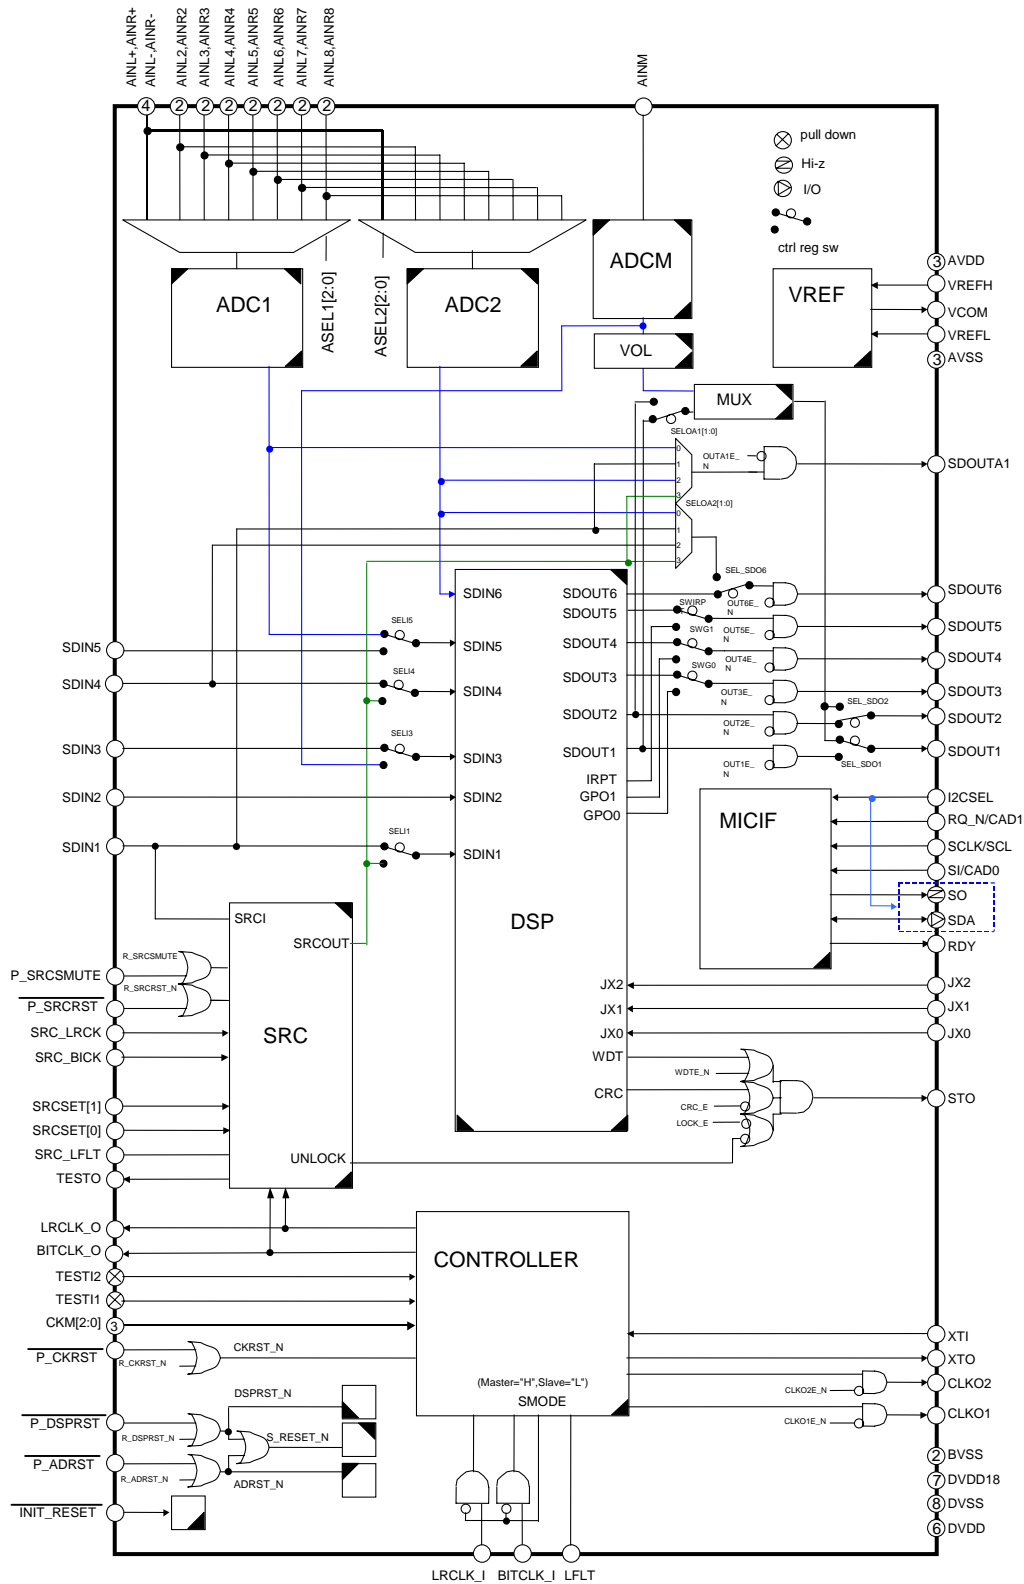 AINL+,AINR+
AINL-,AINR-
AINL2,AINR2
AINL3,AINR3
AINL4,AINR4
AINL5,AINR5
AINL6,AINR6
AINL7,AINR7
AINL8,AINR8
AINM
4
2
2
2
2
2
2
2
pull down
Hi-z
I/O
ctrl reg sw
ADC1
ASEL1[2:0]
ASEL2[2:0]
ADC2
ADCM
VOL
MUX
VREF
3
AVDD
VREFH
VCOM
VREFL
3
AVSS
SELOA1[1:0]
0
1
2
3
OUTA1E_
N
SDOUTA1
SELOA2[1:0]
0
1
2
3
SEL_SDO6
SDIN6
SDOUT6
OUT6E_
N
SDOUT6
SDOUT5
SWIRP
OUT5E_
N
SDOUT5
SDIN5
SELI5
SDIN5
SDOUT4
SWG1
OUT4E_
N
SDOUT4
SDIN4
SELI4
SDIN4
SDOUT3
SWG0
OUT3E_
N
SDOUT3
SDOUT2
OUT2E_
N
SEL_SDO2
SDOUT2
SDIN3
SELI3
SDIN3
SDOUT1
OUT1E_
N
SEL_SDO1
SDOUT1
IRPT
GPO1
GPO0
SDIN2
SDIN2
SDIN1
SELI1
SDIN1
MICIF
I2CSEL
RQ_N/CAD1
SCLK/SCL
SI/CAD0
SO
SDA
RDY
DSP
SRCI
SRCOUT
SRC
UNLOCK
R_SRCSMUTE
P_SRCSMUTE
R_SRCRST_N
P_SRCRST
SRC_LRCK
SRC_BICK
SRCSET[1]
SRCSET[0]
SRC_LFLT
TESTO
JX2
JX2
JX1
JX1
JX0
JX0
WDT
WDTE_N
CRC
CRC_E
LOCK_E
STO
LRCLK_O
BITCLK_O
TESTI2
TESTI1
CKM[2:0]
3
CONTROLLER
(Master="H",Slave="L")
SMODE
P_CKRST
R_CKRST_N
CKRST_N
XTI
XTO
CLKO2E_N
CLKO2
CLKO1E_N
CLKO1
DSPRST_N
P_DSPRST
R_DSPRST_N
S_RESET_N
P_ADRST
R_ADRST_N
ADRST_N
INIT_RESET
2
BVSS
7
DVDD18
8
DVSS
6
DVDD
LRCLK_I
BITCLK_I
LFLT